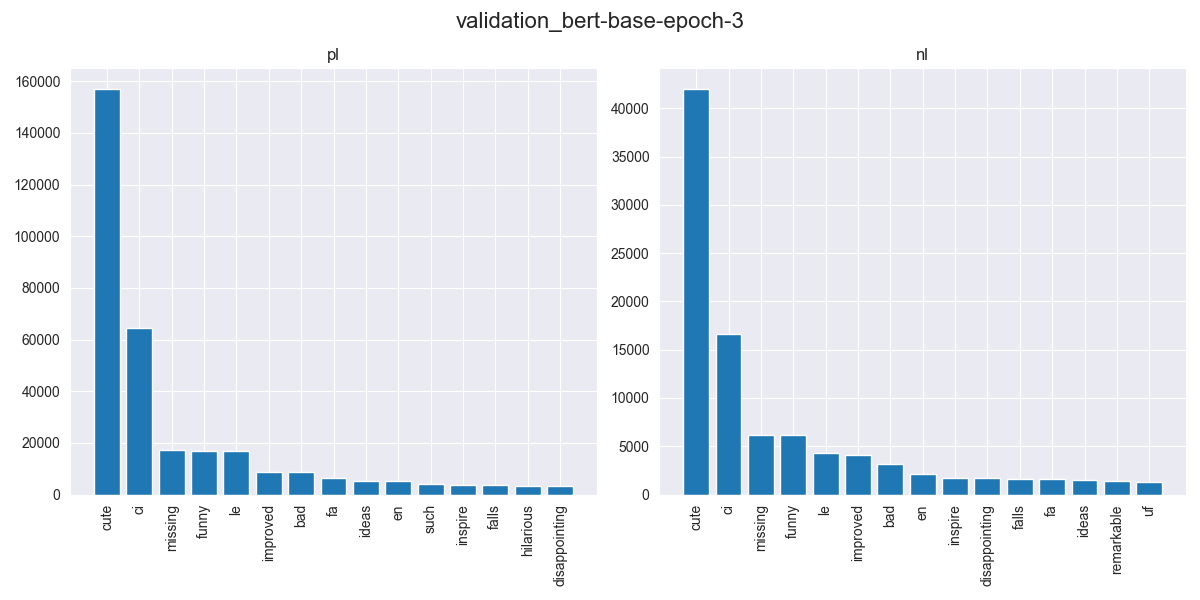 validation_bert-base-epoch-3
pl
160000
140000
120000
100000
80000
60000
40000
20000
0
cute
ci
missing
funny
le
improved
bad
fa
ideas
en
such
inspire
falls
hilarious
disappointing
nl
40000
35000
30000
25000
20000
15000
10000
5000
0
cute
ci
missing
funny
le
improved
bad
en
inspire
disappointing
falls
fa
ideas
remarkable
uf